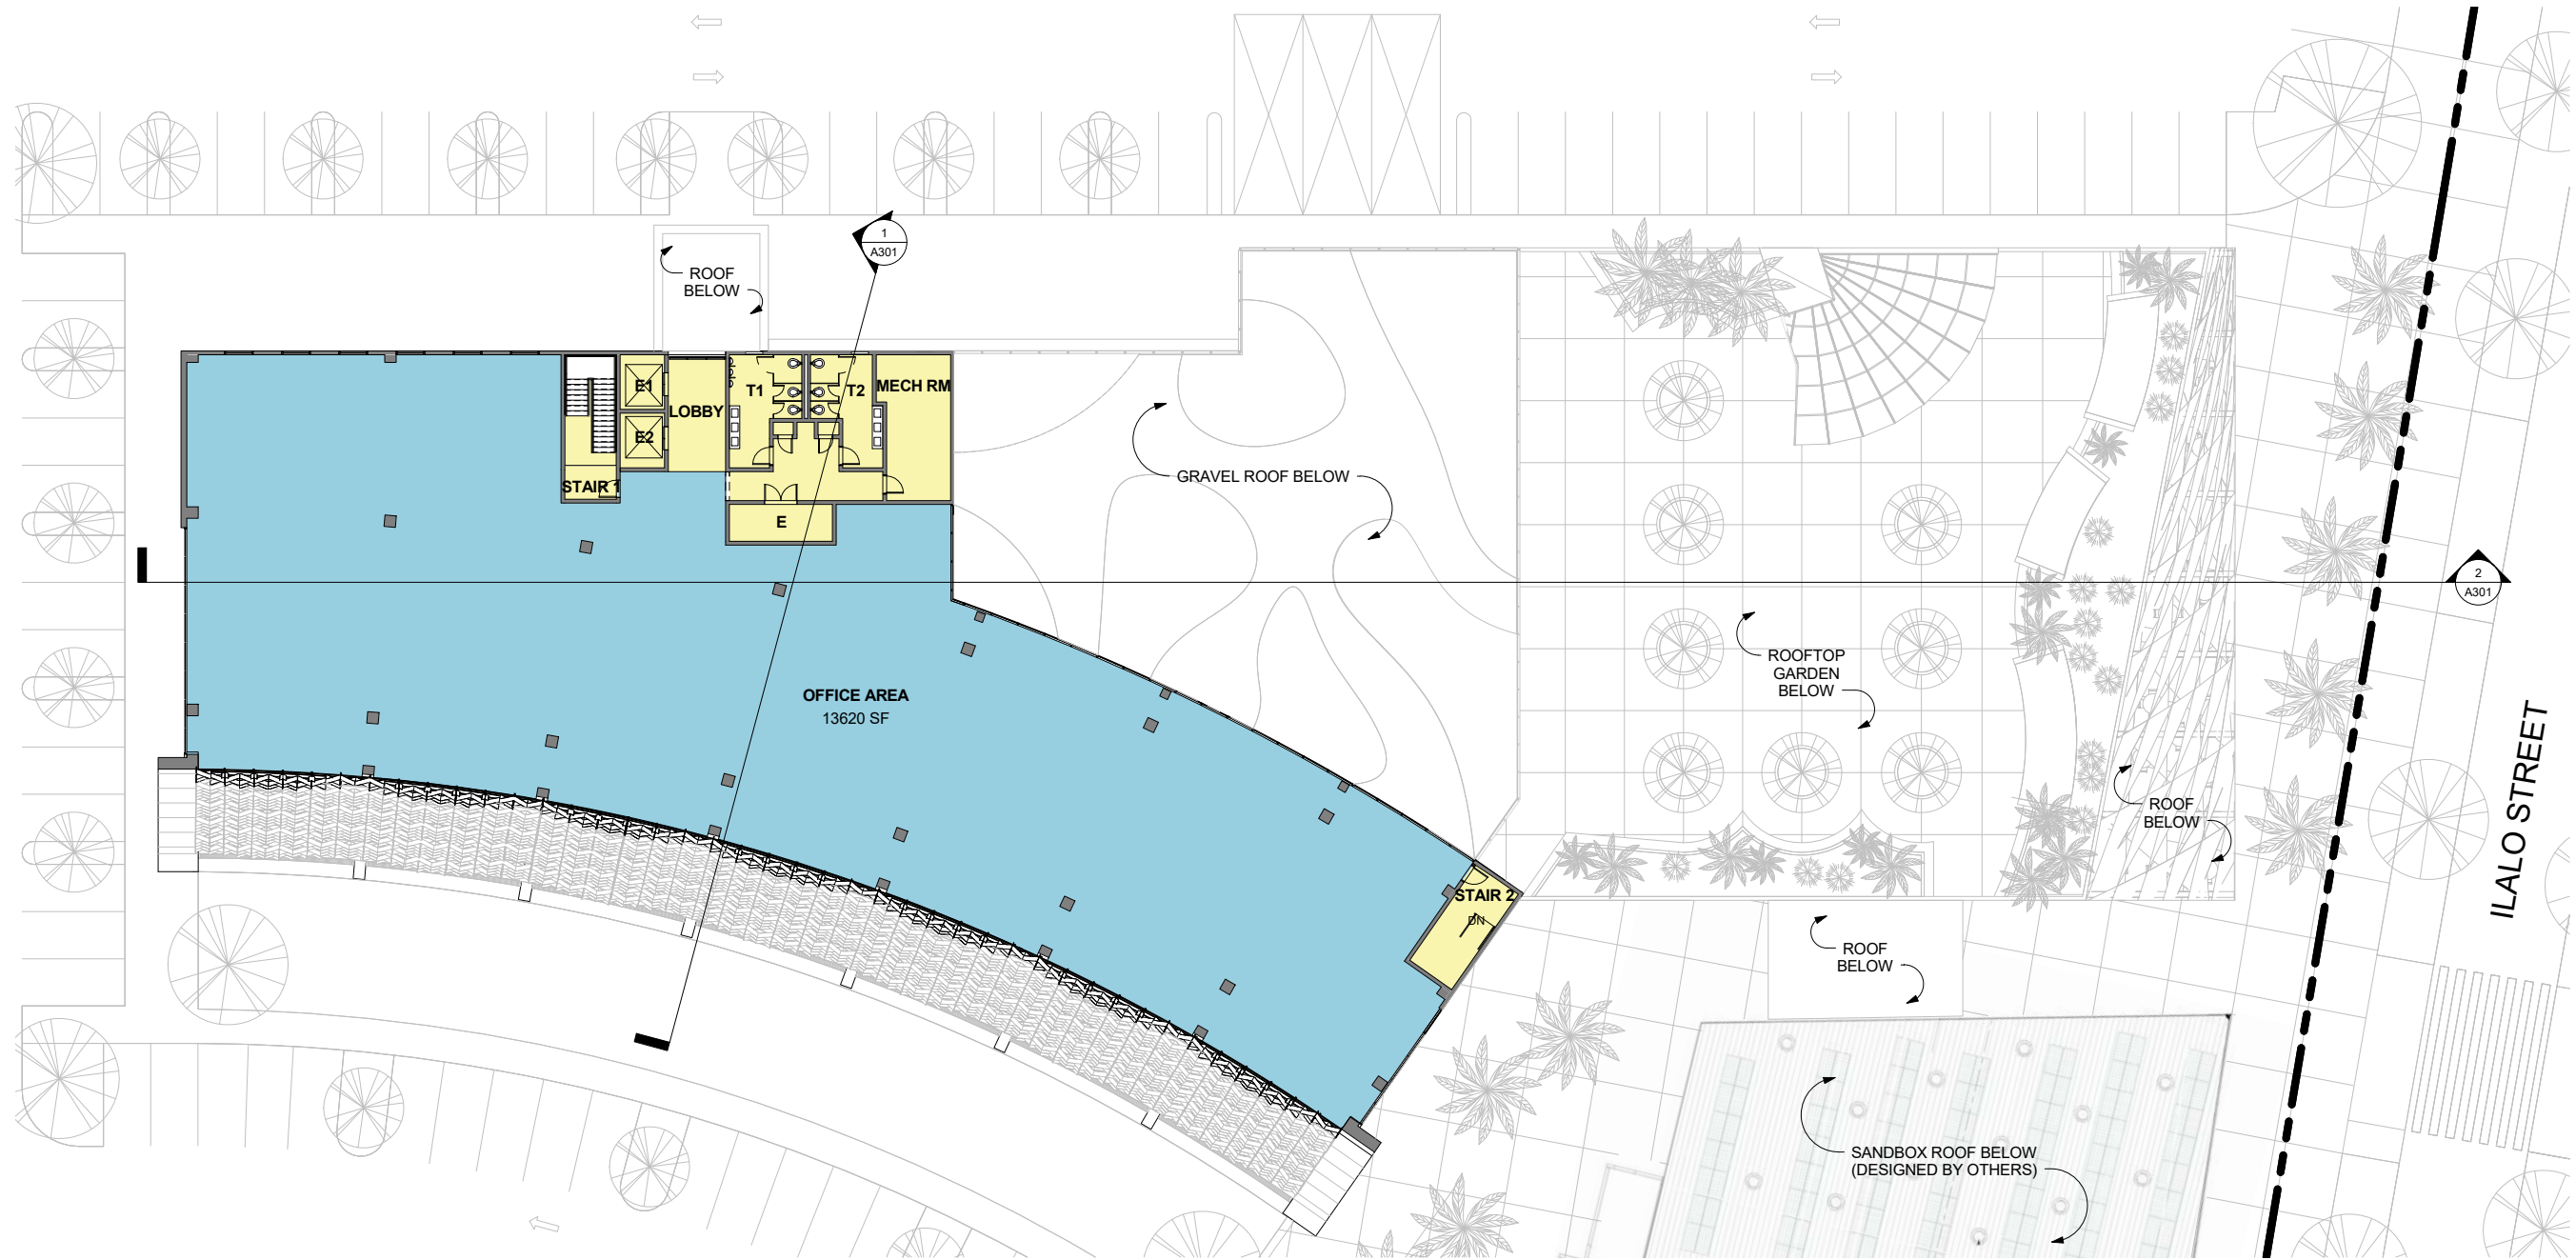 1
A301
ROOF
BELOW
E1
E2
LOBBY
T1
T2
MECH RM
STAIR 1
E
GRAVEL ROOF BELOW
2
A301
ROOFTOP
GARDEN
BELOW
OFFICE AREA
13620 SF
ROOF
BELOW
ILALO STREET
STAIR 2
DN
ROOF
BELOW
SANDBOX ROOF BELOW
(DESIGNED BY OTHERS)